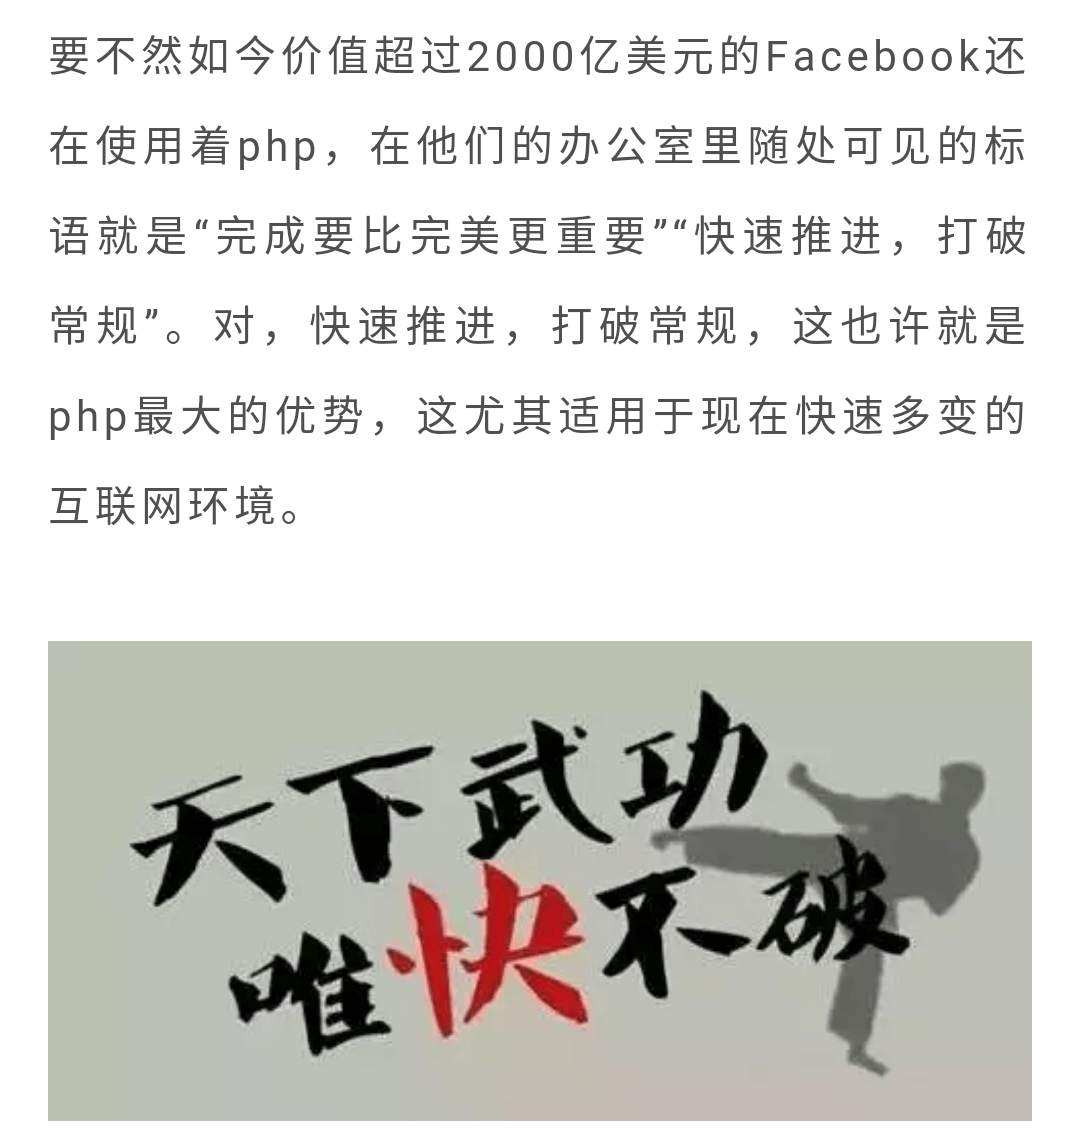 要不然如今价值超过2000亿美元的Facebook还
在使用着php，在他们的办公室里随处可见的标
语就是“完成要比完美更重要”“快速推进，打破
常规”。对，快速推进，打破常规，这也许就是
php最大的优势，这尤其适用于现在快速多变的
互联网环境。
天下武功
唯快不破